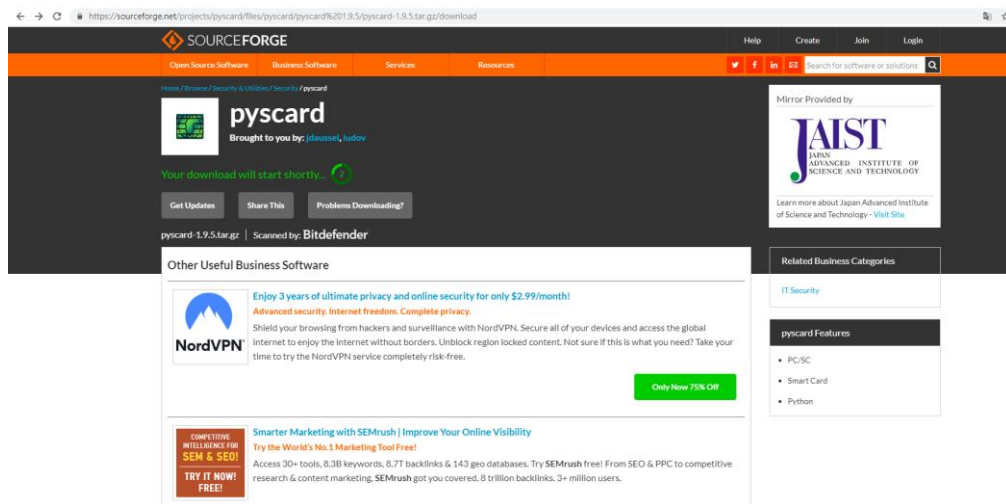 https://sourceforge.net/projects/pyscard/files/pyscard/pyscard%201.9.5/pyscard-1.9.5.tar.gz/download
SOURCEFORGE
Help Create Join Login
Open Source Software Business Software Services Resources
Search for software or solutions
Home / Browse / Security & Utilities / Security / pyscard
pyscard
Brought to you by: jdaussel, ludov
Your download will start shortly... 2
Get Updates Share This Problems Downloading?
pyscard-1.9.5.tar.gz | Scanned by: Bitdefender
Mirror Provided by
JAIST
JAPAN
ADVANCED INSTITUTE OF
SCIENCE AND TECHNOLOGY
Learn more about Japan Advanced Institute
of Science and Technology - Visit Site
Other Useful Business Software
NordVPN
Enjoy 3 years of ultimate privacy and online security for only $2.99/month!
Advanced security. Internet freedom. Complete privacy.
Shield your browsing from hackers and surveillance with NordVPN. Secure all of your devices and access the global
internet to enjoy the internet without borders. Unblock region locked content. Not sure if this is what you need? Take your
time to try the NordVPN service completely risk-free.
Only Now 75% Off
COMPETITIVE
INTELLIGENCE FOR
SEM & SEO!
TRY IT NOW!
FREE!
Smarter Marketing with SEMrush | Improve Your Online Visibility
Try the World's No.1 Marketing Tool Free!
Access 30+ tools, 8.3B keywords, 8.7T backlinks & 143 geo databases. Try SEMrush free! From SEO & PPC to competitive
research & content marketing, SEMrush got you covered. 8 trillion backlinks. 3+ million users.
Related Business Categories
IT Security
pyscard Features
• PC/SC
• Smart Card
• Python